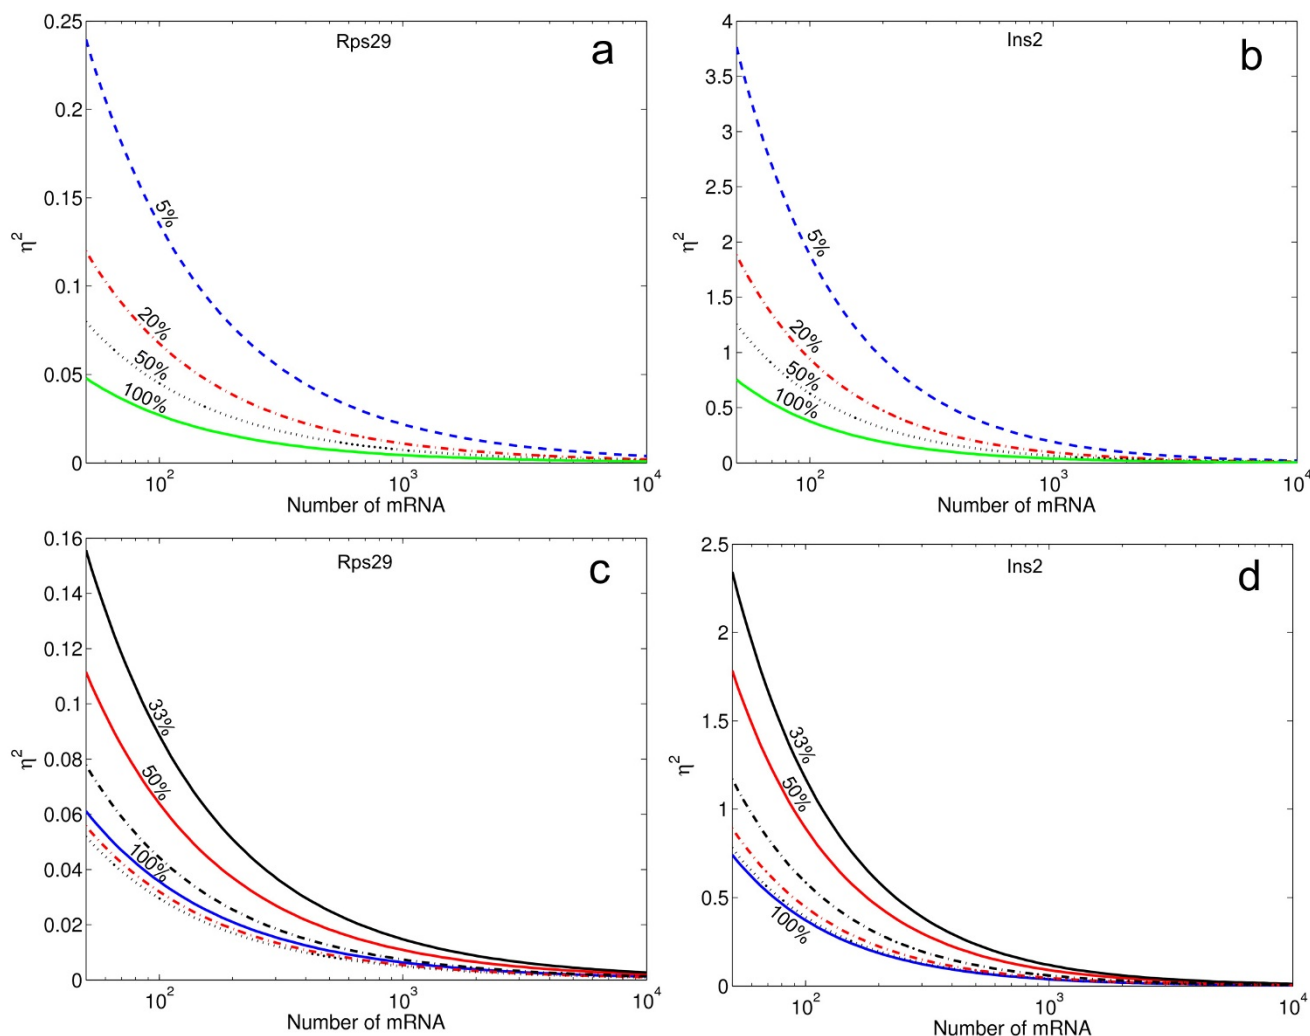 Rps29
a
0.25
0.2
0.15
0.1
0.05
0
η²
5%
20%
50%
100%
10² 10³ 10⁴
Number of mRNA
Ins2
b
4
3.5
3
2.5
2
1.5
1
0.5
0
η²
5%
20%
50%
100%
10² 10³ 10⁴
Number of mRNA
Rps29
c
0.16
0.14
0.12
0.1
0.08
0.06
0.04
0.02
0
η²
33%
50%
100%
10² 10³ 10⁴
Number of mRNA
Ins2
d
2.5
2
1.5
1
0.5
0
η²
33%
50%
100%
10² 10³ 10⁴
Number of mRNA